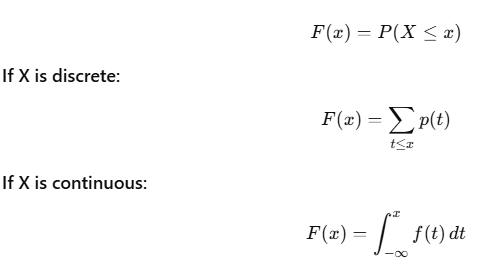 F(x) = P(X ≤ x)
If X is discrete:
F(x) = ∑_{t≤x} p(t)
If X is continuous:
F(x) = ∫_{-∞}^{x} f(t) dt